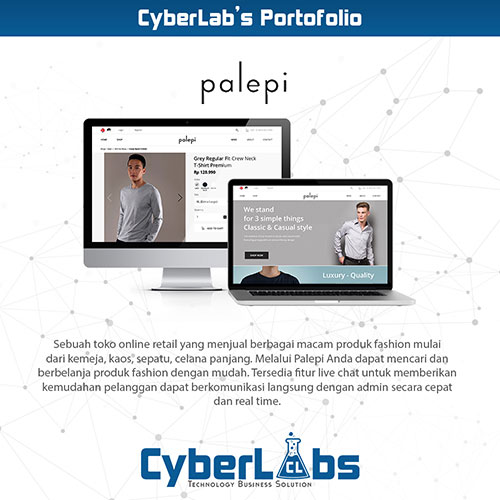 CyberLab's Portofolio
palepi
palepi
Grey Regular Fit Crew Neck
T-Shirt Premium
Rp 129.990
palepi
We stand
for 3 simple things
Classic & Casual style
Luxury - Quality
Sebuah toko online retail yang menjual berbagai macam produk fashion mulai
dari kemeja, kaos, sepatu, celana panjang. Melalui Palepi Anda dapat mencari dan
berbelanja produk fashion dengan mudah. Tersedia fitur live chat untuk memberikan
kemudahan pelanggan dapat berkomunikasi langsung dengan admin secara cepat
dan real time.
CyberLabs
CL
Technology Business Solution